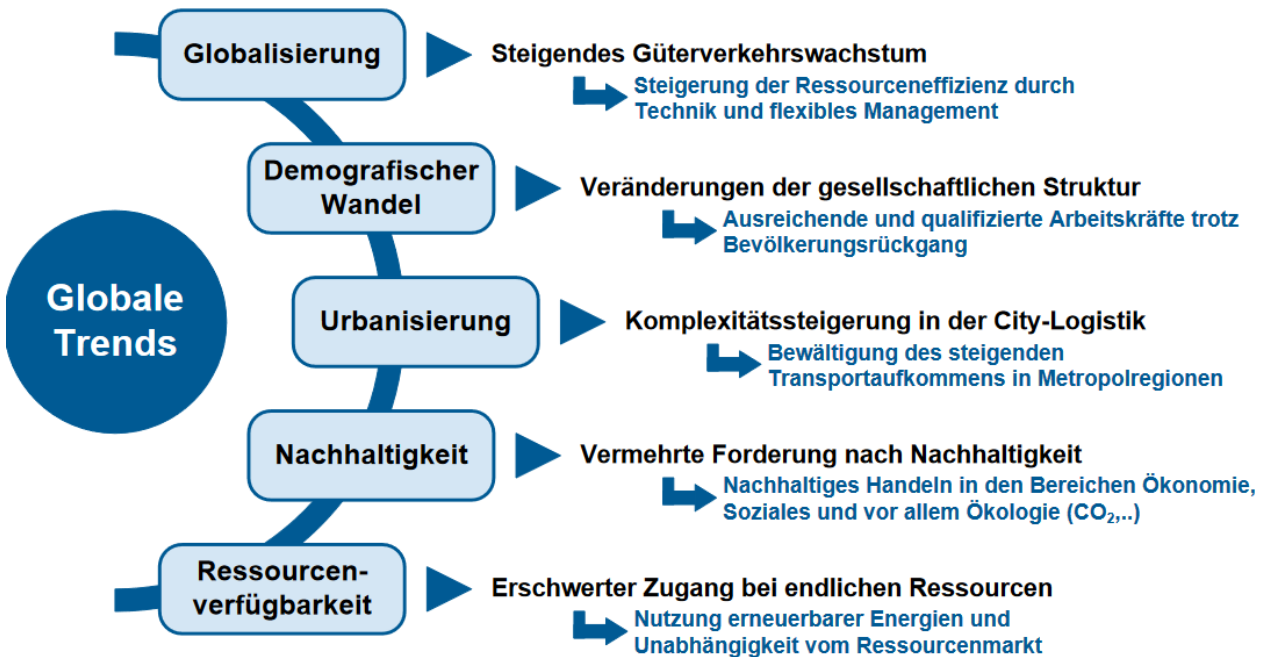 Globale
Trends
Globalisierung
Steigendes Güterverkehrswachstum
Steigerung der Ressourceneffizienz durch
Technik und flexibles Management
Demografischer
Wandel
Veränderungen der gesellschaftlichen Struktur
Ausreichende und qualifizierte Arbeitskräfte trotz
Bevölkerungsrückgang
Urbanisierung
Komplexitätssteigerung in der City-Logistik
Bewältigung des steigenden
Transportaufkommens in Metropolregionen
Nachhaltigkeit
Vermehrte Forderung nach Nachhaltigkeit
Nachhaltiges Handeln in den Bereichen Ökonomie,
Soziales und vor allem Ökologie (CO₂,..)
Ressourcen-
verfügbarkeit
Erschwerter Zugang bei endlichen Ressourcen
Nutzung erneuerbarer Energien und
Unabhängigkeit vom Ressourcenmarkt